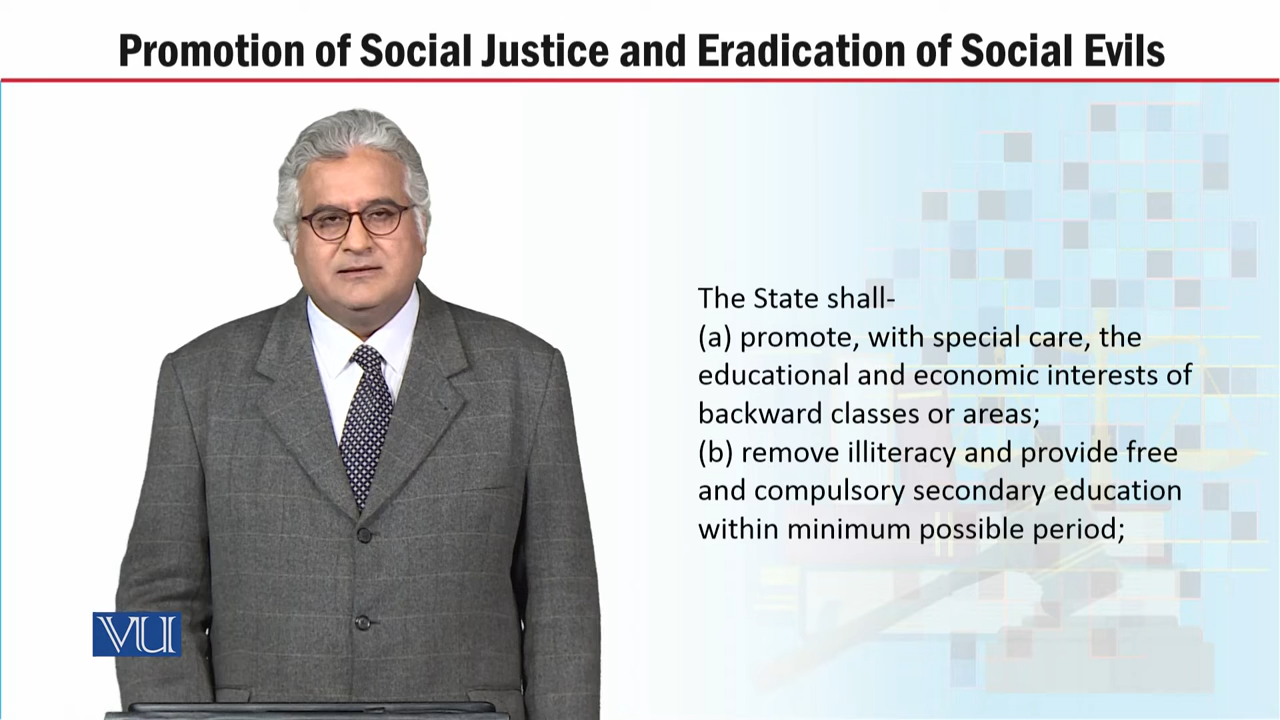 Promotion of Social Justice and Eradication of Social Evils
The State shall-
(a) promote, with special care, the
educational and economic interests of
backward classes or areas;
(b) remove illiteracy and provide free
and compulsory secondary education
within minimum possible period;
VU